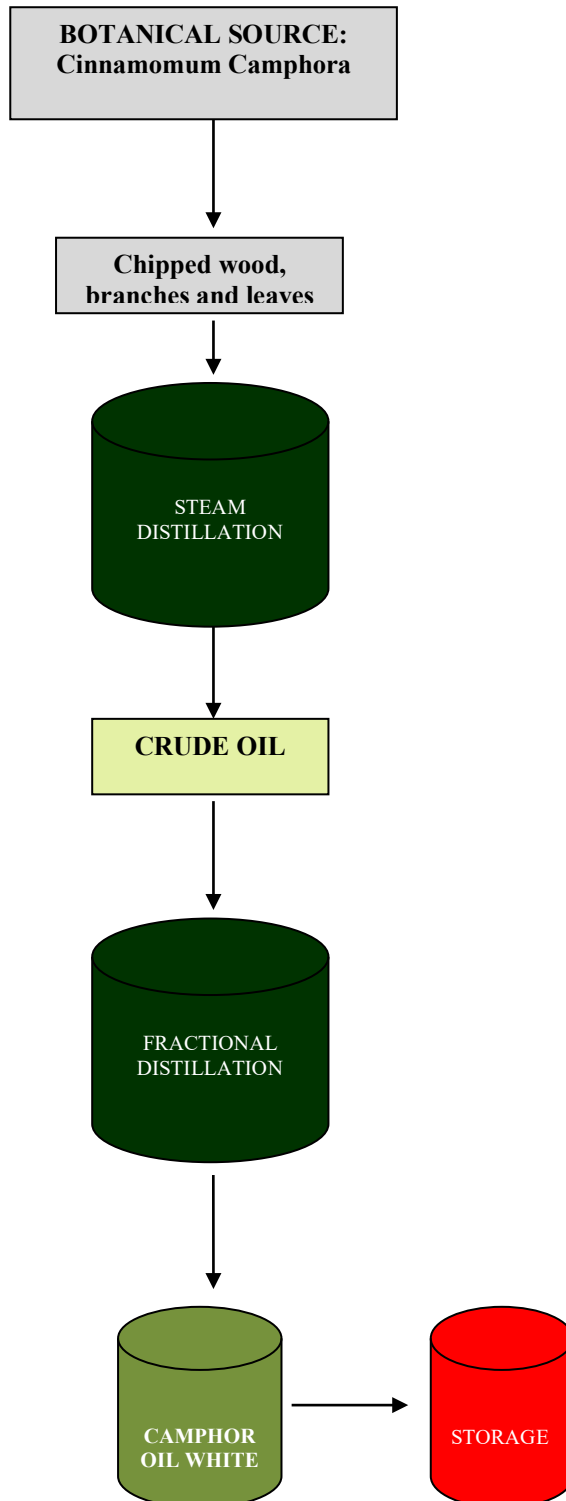 BOTANICAL SOURCE:
Cinnamomum Camphora
Chipped wood,
branches and leaves
STEAM
DISTILLATION
CRUDE OIL
FRACTIONAL
DISTILLATION
CAMPHOR
OIL WHITE
STORAGE